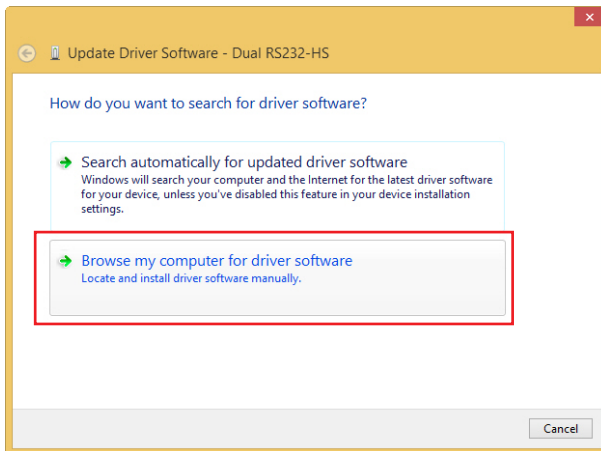 Update Driver Software - Dual RS232-HS
How do you want to search for driver software?
Search automatically for updated driver software
Windows will search your computer and the Internet for the latest driver software
for your device, unless you've disabled this feature in your device installation
settings.
Browse my computer for driver software
Locate and install driver software manually.
Cancel